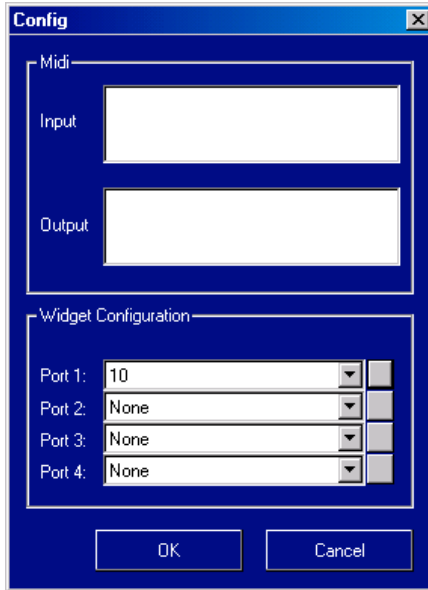 Config
Midi
Input
Output
Widget Configuration
Port 1: 10
Port 2: None
Port 3: None
Port 4: None
OK Cancel